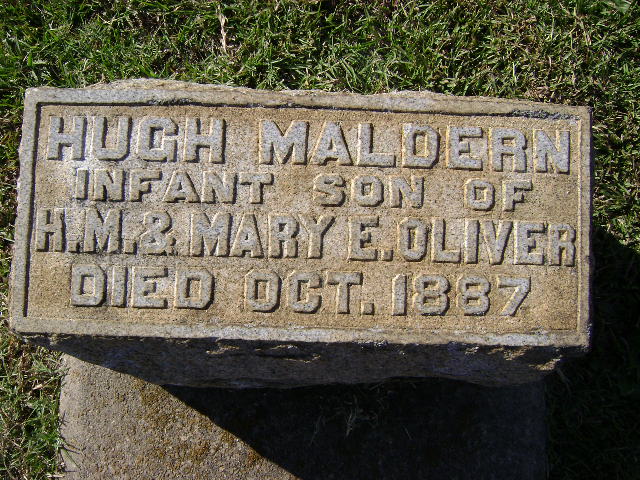 HUGH MALDERN
INFANT SON OF
H.M. & MARY E. OLIVER
DIED OCT. 1887